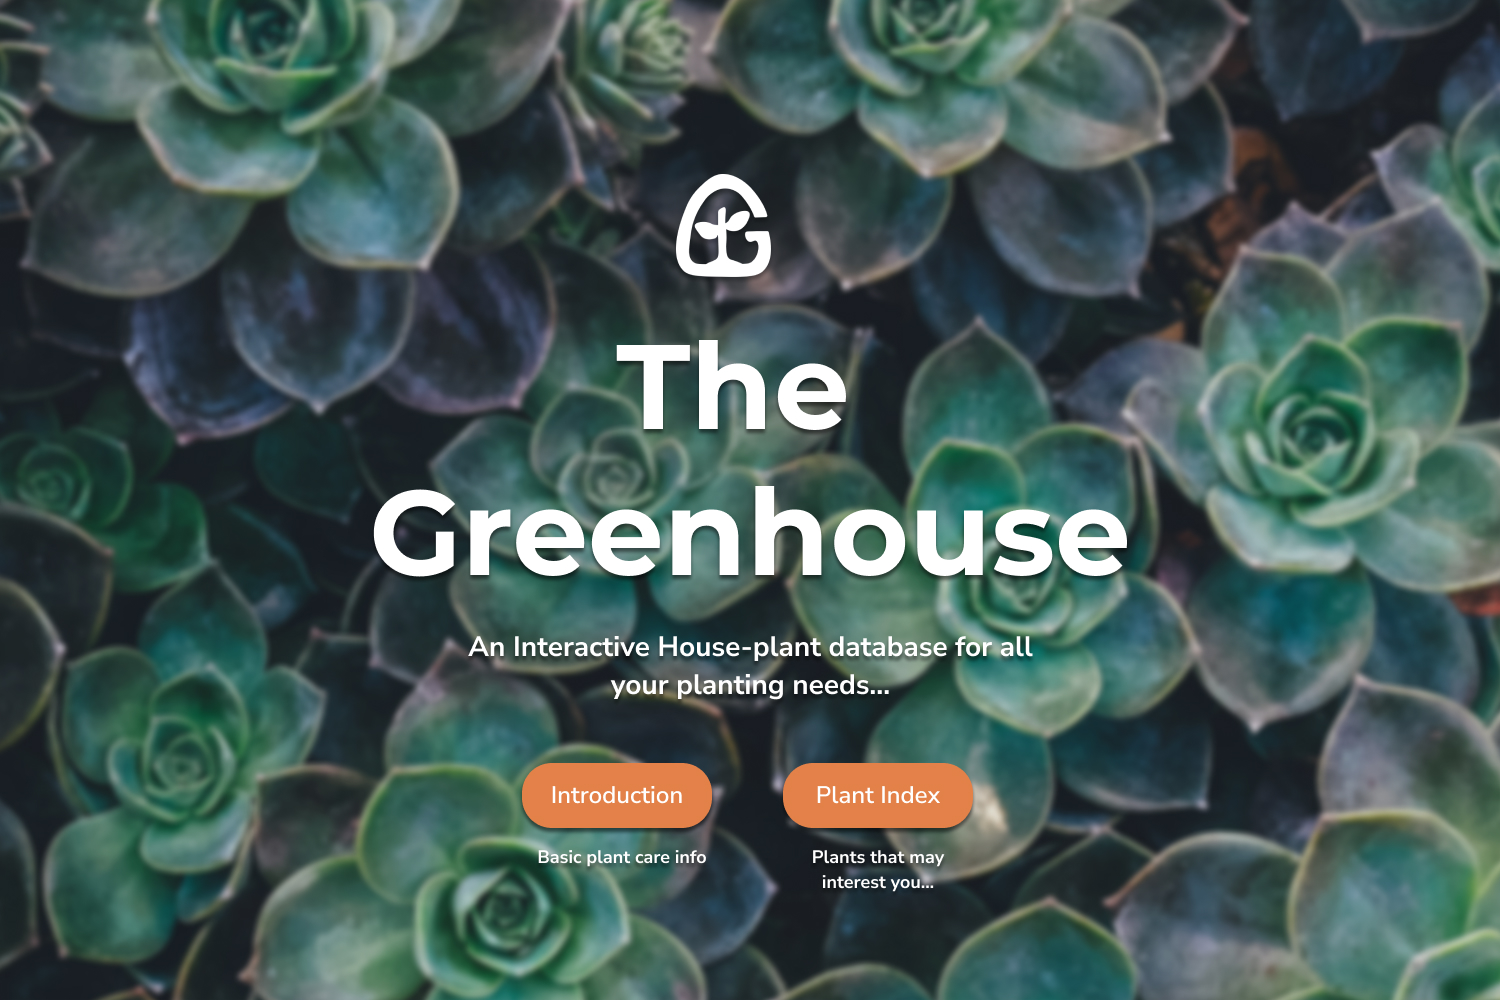 The
Greenhouse
An Interactive House-plant database for all
your planting needs...
Introduction
Plant Index
Basic plant care info
Plants that may
interest you...